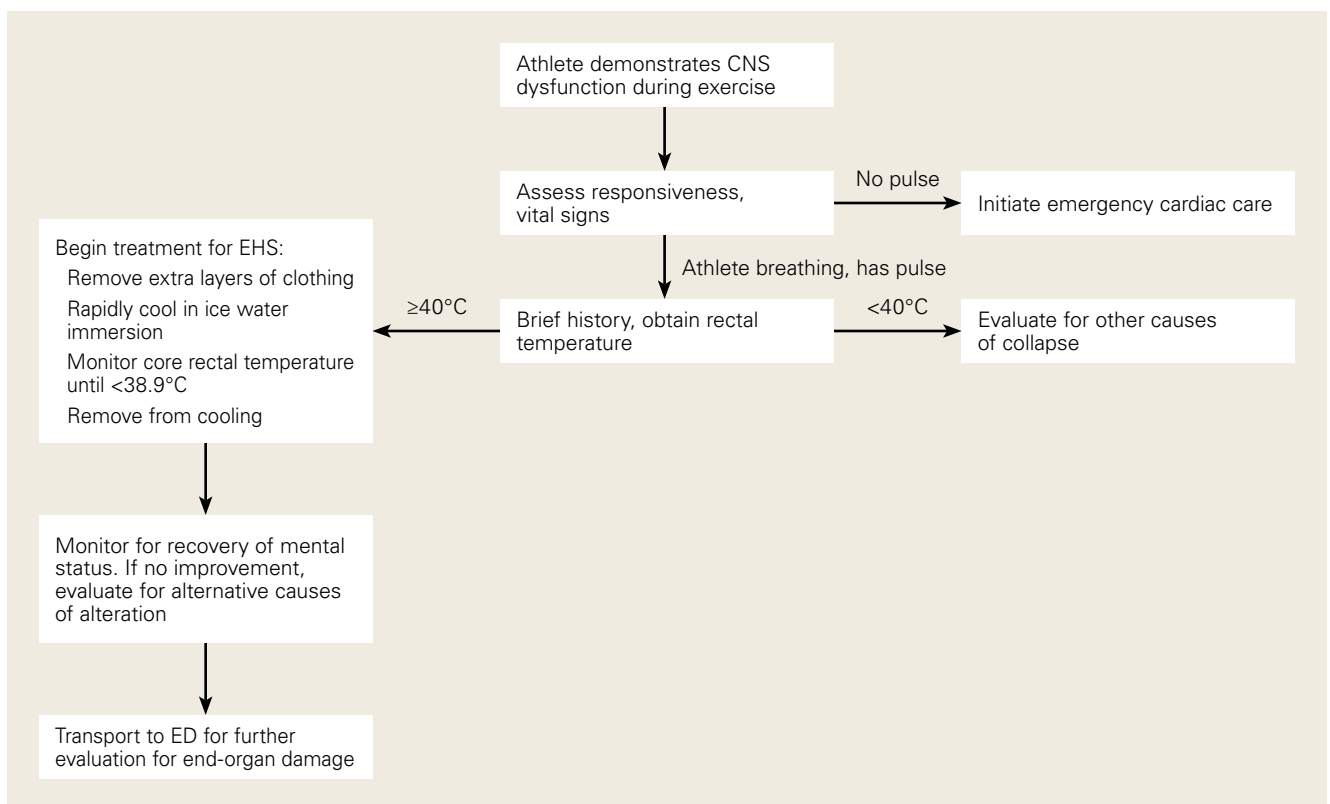 Athlete demonstrates CNS
dysfunction during exercise
Assess responsiveness,
vital signs
No pulse
Initiate emergency cardiac care
Athlete breathing, has pulse
Brief history, obtain rectal
temperature
<40°C
Evaluate for other causes
of collapse
≥40°C
Begin treatment for EHS:
Remove extra layers of clothing
Rapidly cool in ice water
immersion
Monitor core rectal temperature
until <38.9°C
Remove from cooling
Monitor for recovery of mental
status. If no improvement,
evaluate for alternative causes
of alteration
Transport to ED for further
evaluation for end-organ damage